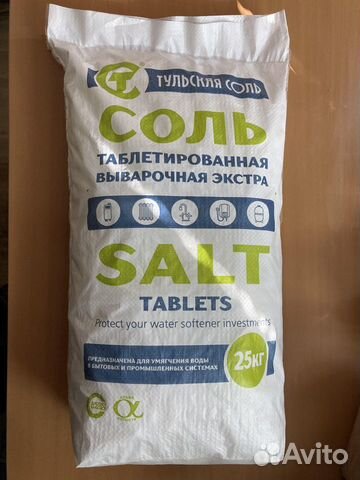 ТУЛЬСКАЯ СОЛЬ
СОЛЬ
ТАБЛЕТИРОВАННАЯ
ВЫВАРОЧНАЯ ЭКСТРА
SALT
TABLETS
Protect your water softener investments
ПРЕДНАЗНАЧЕНА ДЛЯ УМЯГЧЕНИЯ ВОДЫ
В БЫТОВЫХ И ПРОМЫШЛЕННЫХ СИСТЕМАХ
25КГ
Avito